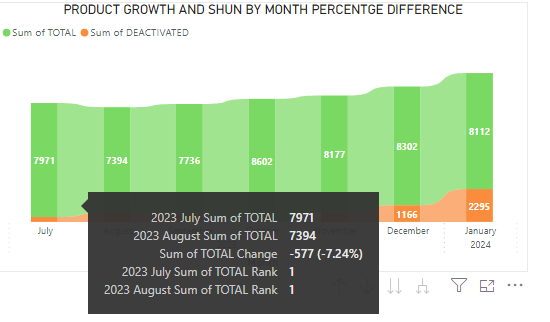 PRODUCT GROWTH AND SHUN BY MONTH PERCENTGE DIFFERENCE
Sum of TOTAL Sum of DEACTIVATED
7971 7394 7736 8602 8177 8302 8112
1166 2295
July December January
2024
2023 July Sum of TOTAL 7971
2023 August Sum of TOTAL 7394
Sum of TOTAL Change -577 (-7.24%)
2023 July Sum of TOTAL Rank 1
2023 August Sum of TOTAL Rank 1